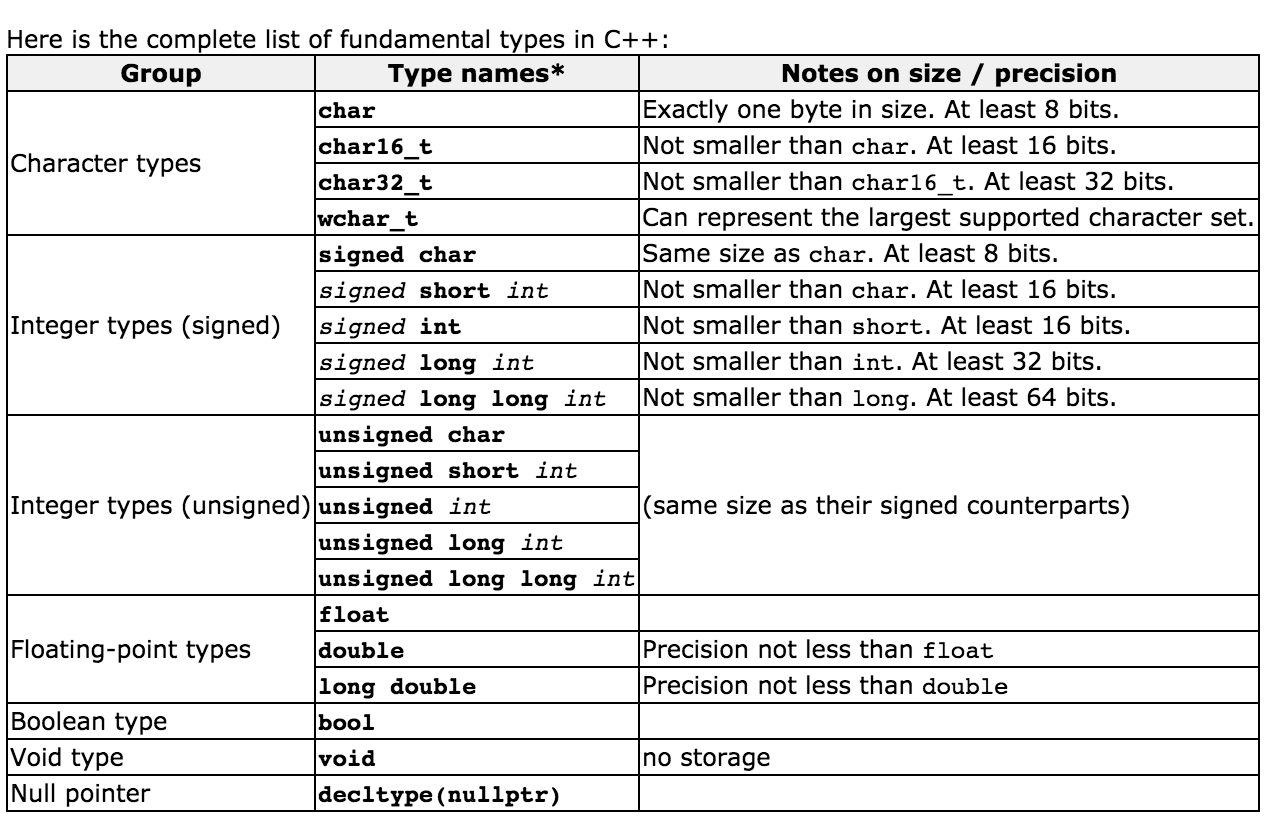 Here is the complete list of fundamental types in C++:
Group Type names* Notes on size / precision
Character types
char Exactly one byte in size. At least 8 bits.
char16_t Not smaller than char. At least 16 bits.
char32_t Not smaller than char16_t. At least 32 bits.
wchar_t Can represent the largest supported character set.
Integer types (signed)
signed char Same size as char. At least 8 bits.
signed short int Not smaller than char. At least 16 bits.
signed int Not smaller than short. At least 16 bits.
signed long int Not smaller than int. At least 32 bits.
signed long long int Not smaller than long. At least 64 bits.
Integer types (unsigned)
unsigned char
unsigned short int
unsigned int
unsigned long int
unsigned long long int
(same size as their signed counterparts)
Floating-point types
float
double Precision not less than float
long double Precision not less than double
Boolean type bool
Void type void no storage
Null pointer decltype(nullptr)